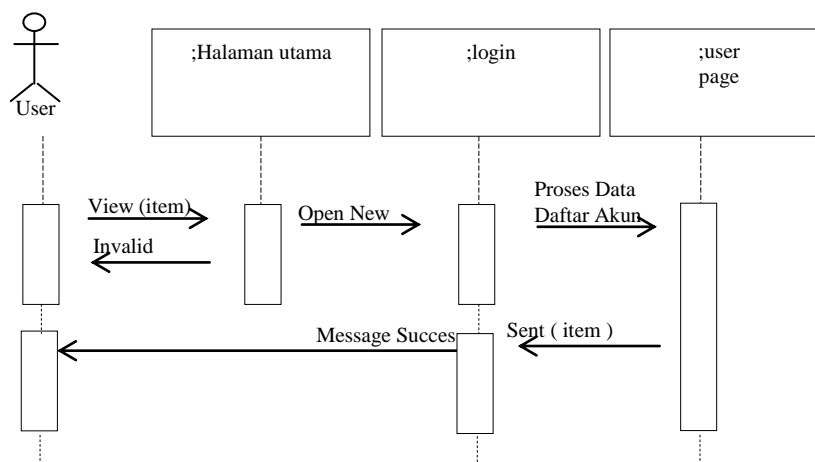 ;Halaman utama
;login
;user
page
User
View (item)
Open New
Proses Data
Daftar Akun
Invalid
Message Succes
Sent ( item )